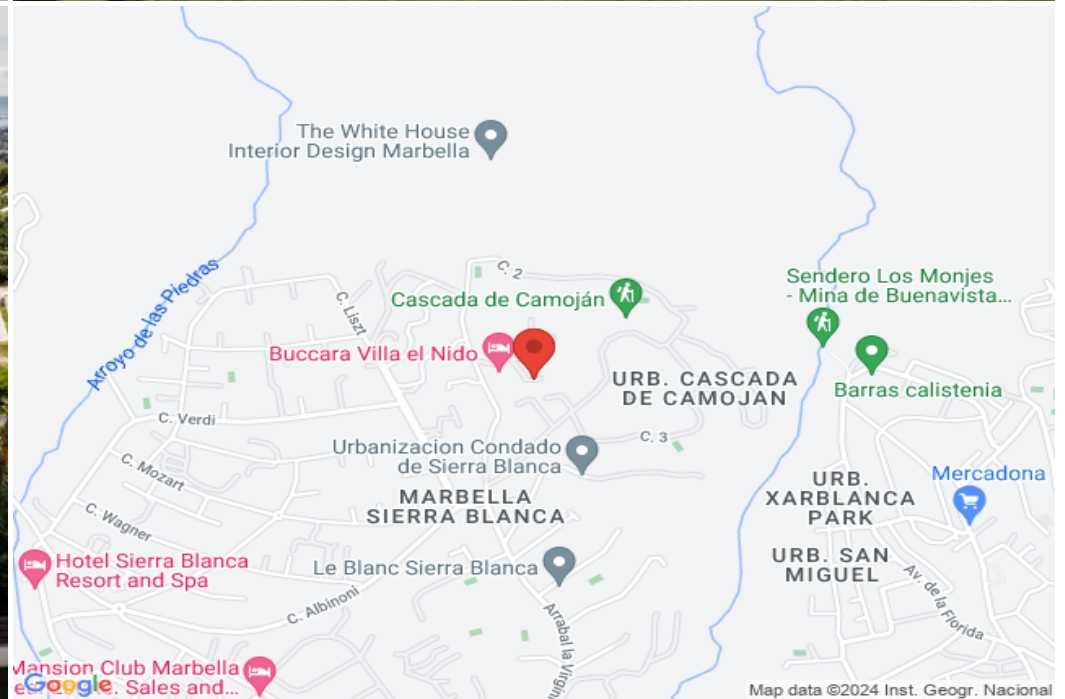 The White House
Interior Design Marbella
Arroyo de las Piedras
C. 2
C. Liszt
Cascada de Camoján
Sendero Los Monjes
- Mina de Buenavista...
Buccara Villa el Nido
URB. CASCADA
DE CAMOJAN
Barras calistenia
C. Verdi
C. 3
Urbanizacion Condado
de Sierra Blanca
C. Mozart
MARBELLA
SIERRA BLANCA
URB.
XARBLANCA
PARK
Mercadona
C. Wagner
Hotel Sierra Blanca
Resort and Spa
Le Blanc Sierra Blanca
URB. SAN
MIGUEL
Av. de la Florida
C. Albinoni
Arrabal la Virgini
Mansion Club Marbella
Sales and...
Google
Map data ©2024 Inst. Geogr. Nacional